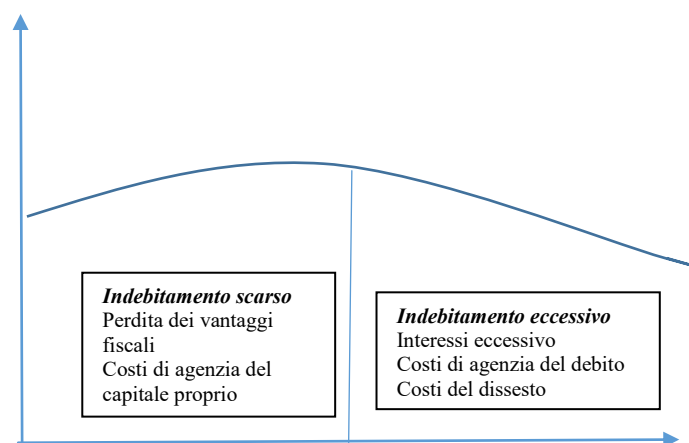 Indebitamento scarso
Perdita dei vantaggi
fiscali
Costi di agenzia del
capitale proprio
Indebitamento eccessivo
Interessi eccessivo
Costi di agenzia del debito
Costi del dissesto